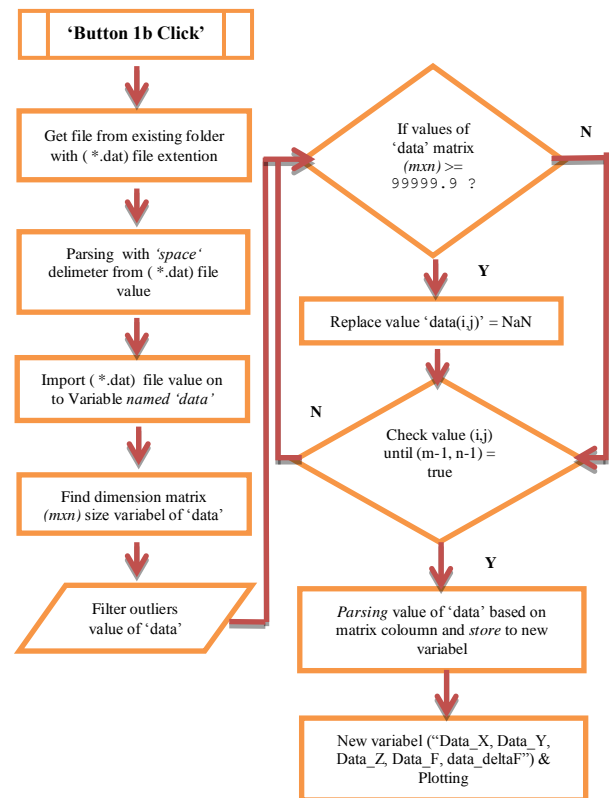 ‘Button 1b Click’
Get file from existing folder
with ( *.dat) file extention
Parsing with ‘space’
delimeter from ( *.dat) file
value
Import ( *.dat) file value on
to Variable named ‘data’
Find dimension matrix
(mxn) size variabel of ‘data’
Filter outliers
value of ‘data’
If values of
‘data’ matrix
(mxn) >=
99999.9 ?
N
Y
Replace value ‘data(i,j)’ = NaN
N
Check value (i,j)
until (m-1, n-1) =
true
Y
Parsing value of ‘data’ based on
matrix coloumn and store to new
variabel
New variabel (“Data_X, Data_Y,
Data_Z, Data_F, data_deltaF”) &
Plotting